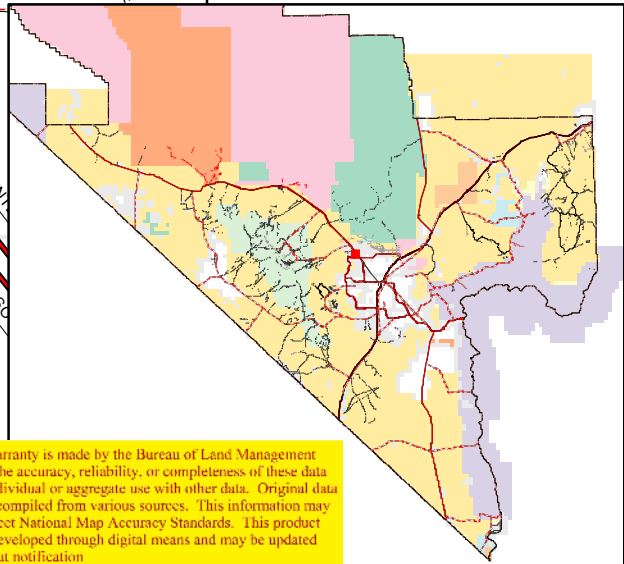 arranty is made by the Bureau of Land Management
he accuracy, reliability, or completeness of these data
dividual or aggregate use with other data. Original data
compiled from various sources. This information may
eet National Map Accuracy Standards. This product
eveloped through digital means and may be updated
ut notification